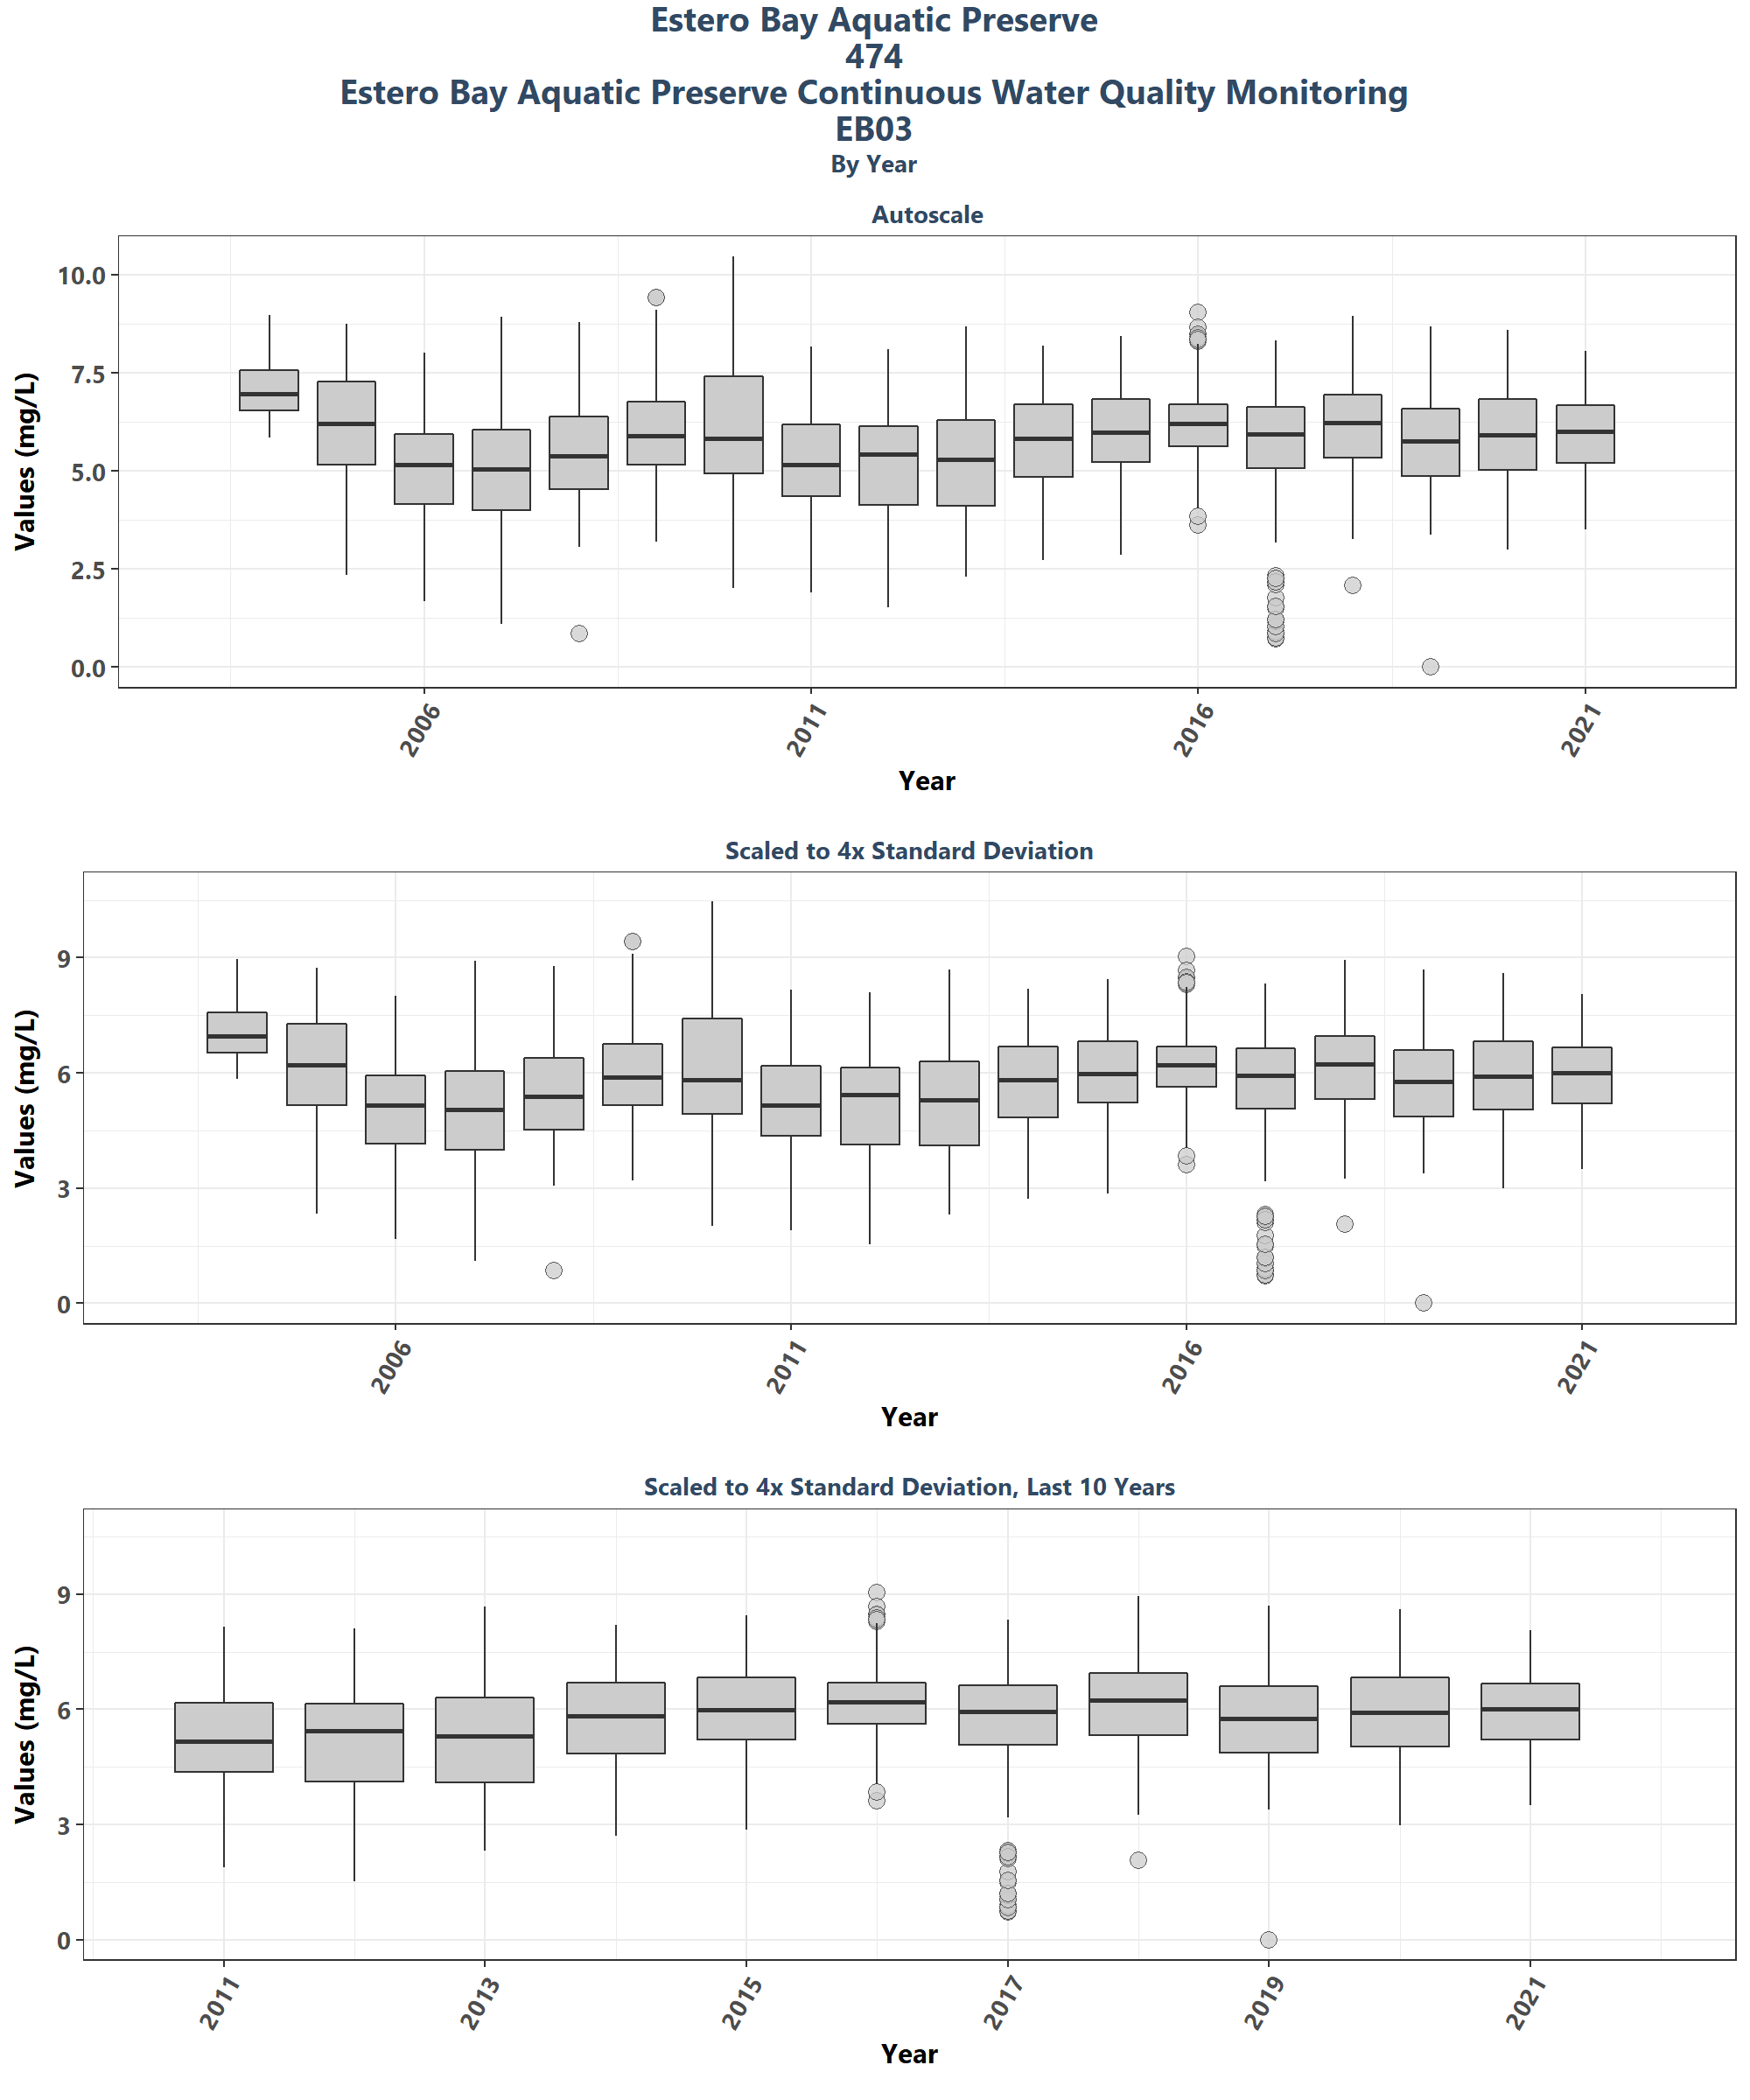 Estero Bay Aquatic Preserve
474
Estero Bay Aquatic Preserve Continuous Water Quality Monitoring
EB03
By Year
Autoscale
Values (mg/L)
10.0
7.5
5.0
2.5
0.0
2006 2011 2016 2021
Year
Scaled to 4x Standard Deviation
Values (mg/L)
9
6
3
0
2006 2011 2016 2021
Year
Scaled to 4x Standard Deviation, Last 10 Years
Values (mg/L)
9
6
3
0
2011 2013 2015 2017 2019 2021
Year